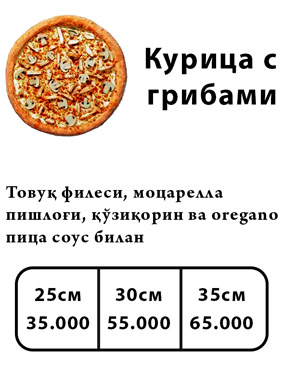 Курица с
грибами
Товуқ филеси, моцарелла
пишлоғи, қўзиқорин ва oregano
пица соус билан
25см 30см 35см
35.000 55.000 65.000